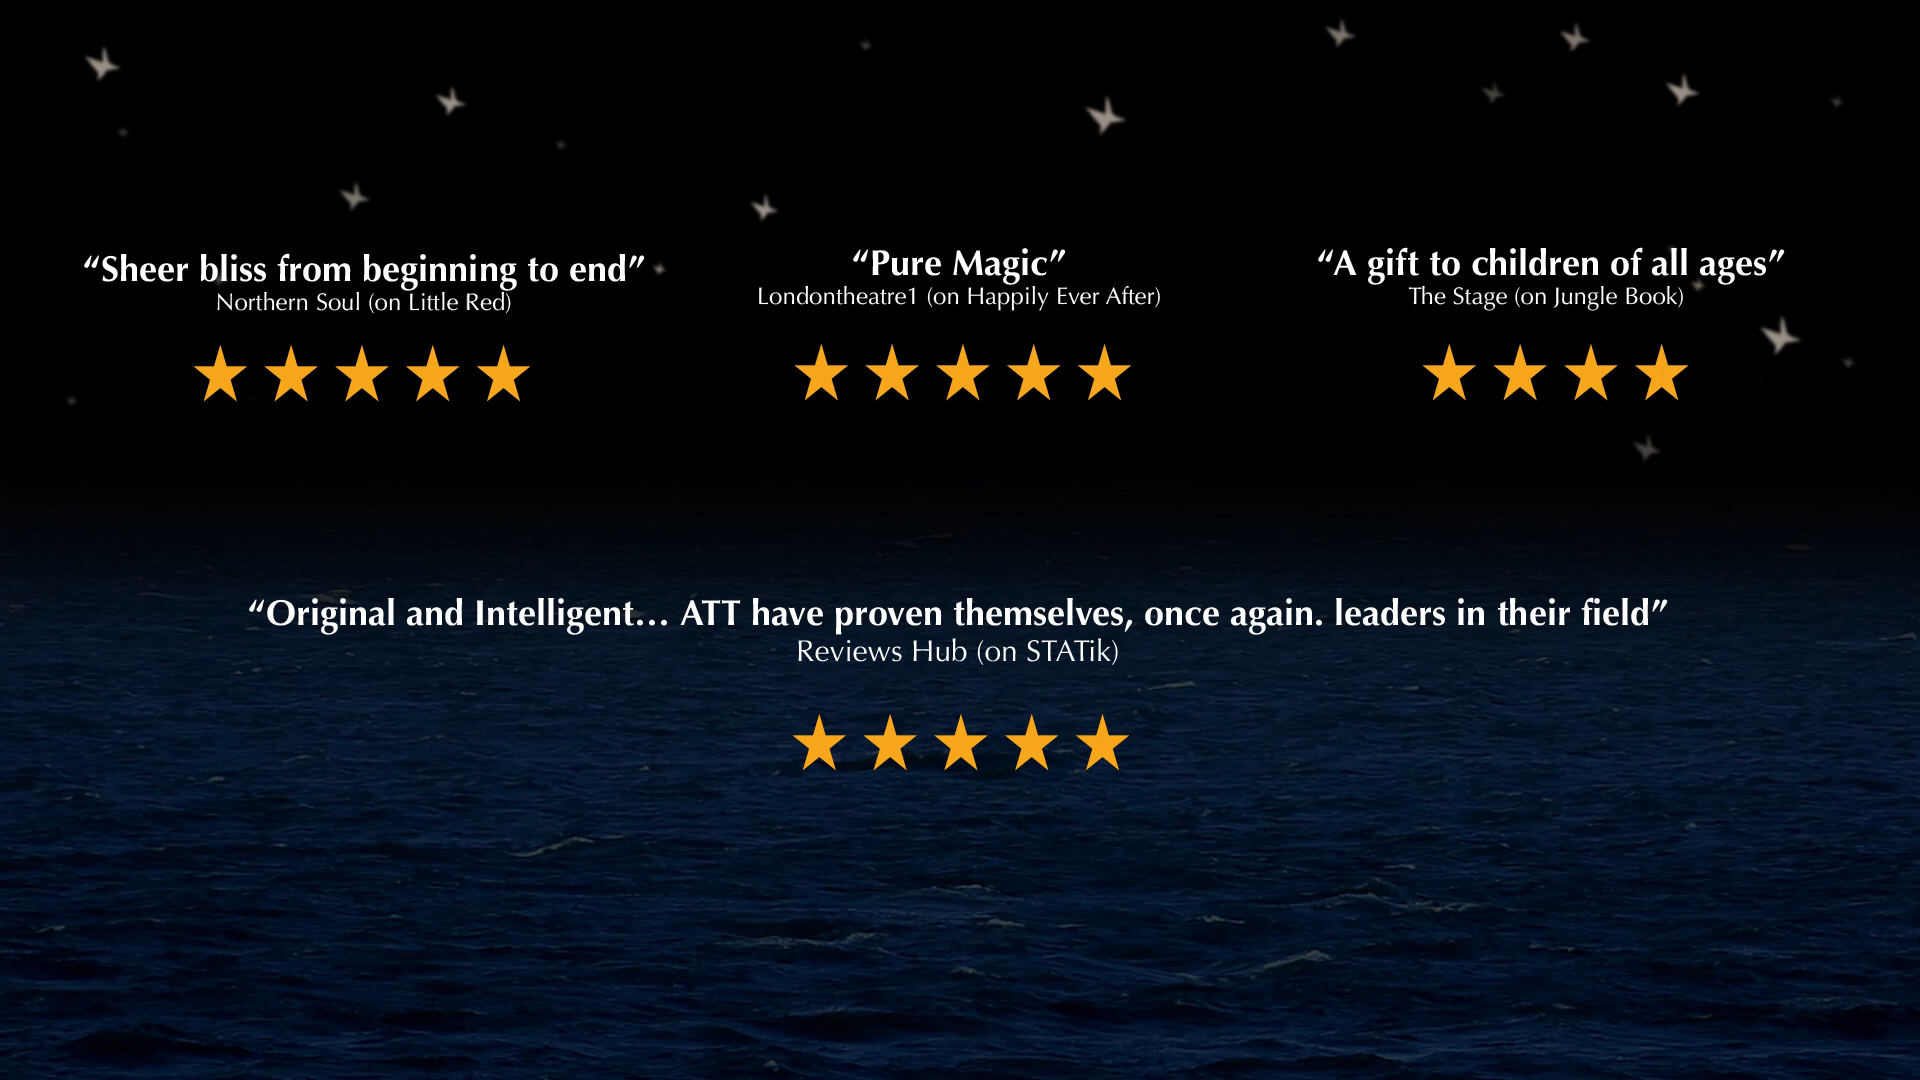 “Sheer bliss from beginning to end”
Northern Soul (on Little Red)
“Pure Magic”
Londontheatre1 (on Happily Ever After)
“A gift to children of all ages”
The Stage (on Jungle Book)
“Original and Intelligent… ATT have proven themselves, once again. leaders in their field”
Reviews Hub (on STATik)